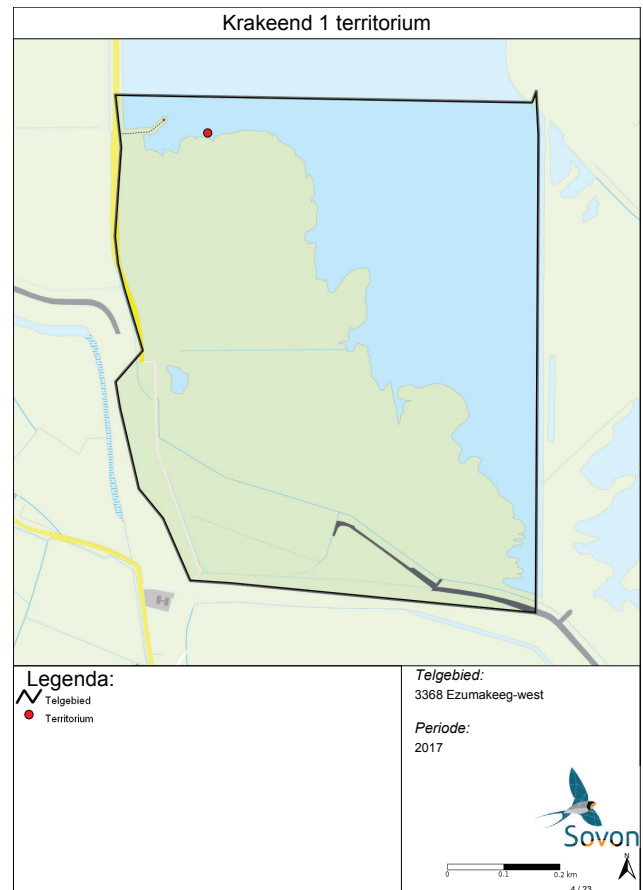 Krakeend 1 territorium
Legenda:
Telgebied
Territorium
Telgebied:
3368 Ezumakeeg-west
Periode:
2017
Sovon
N
0 0.1 0.2 km
4 / 23